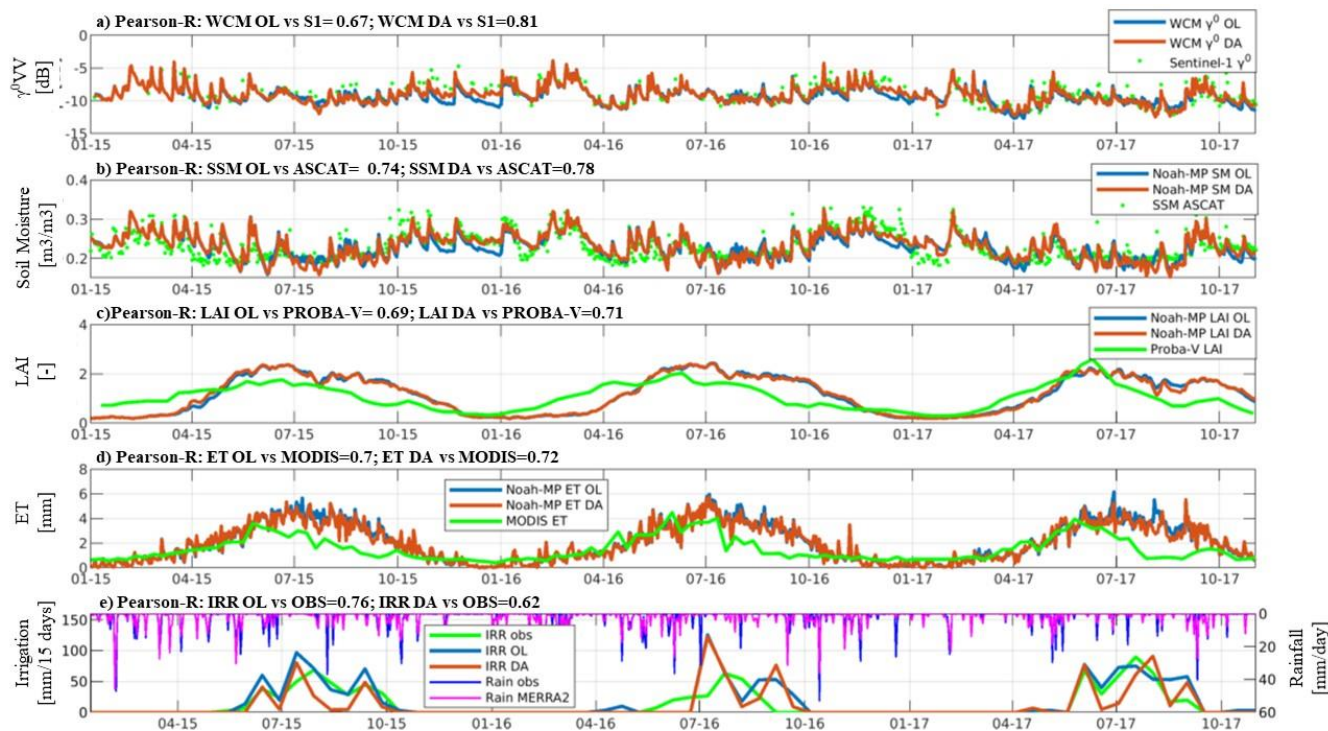 a) Pearson-R: WCM OL vs S1= 0.67; WCM DA vs S1=0.81
γ⁰VV
[dB]
0
-5
-10
-15
WCM γ⁰ OL
WCM γ⁰ DA
Sentinel-1 γ⁰
01-15 04-15 07-15 10-15 01-16 04-16 07-16 10-16 01-17 04-17 07-17 10-17
b) Pearson-R: SSM OL vs ASCAT= 0.74; SSM DA vs ASCAT=0.78
Soil Moisture
[m3/m3]
0.4
0.3
0.2
Noah-MP SM OL
Noah-MP SM DA
SSM ASCAT
01-15 04-15 07-15 10-15 01-16 04-16 07-16 10-16 01-17 04-17 07-17 10-17
c)Pearson-R: LAI OL vs PROBA-V= 0.69; LAI DA vs PROBA-V=0.71
LAI
[-]
4
2
0
Noah-MP LAI OL
Noah-MP LAI DA
Proba-V LAI
01-15 04-15 07-15 10-15 01-16 04-16 07-16 10-16 01-17 04-17 07-17 10-17
d) Pearson-R: ET OL vs MODIS=0.7; ET DA vs MODIS=0.72
ET
[mm]
8
6
4
2
0
Noah-MP ET OL
Noah-MP ET DA
MODIS ET
01-15 04-15 07-15 10-15 01-16 04-16 07-16 10-16 01-17 04-17 07-17 10-17
e) Pearson-R: IRR OL vs OBS=0.76; IRR DA vs OBS=0.62
Irrigation
[mm/15 days]
150
100
50
0
IRR obs
IRR OL
IRR DA
Rain obs
Rain MERRA2
0
20
40
60
Rainfall
[mm/day]
04-15 07-15 10-15 01-16 04-16 07-16 10-16 01-17 04-17 07-17 10-17